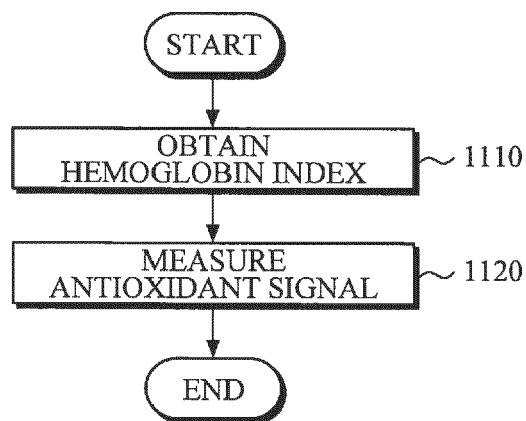 START
OBTAIN
HEMOGLOBIN INDEX
1110
MEASURE
ANTIOXIDANT SIGNAL
1120
END